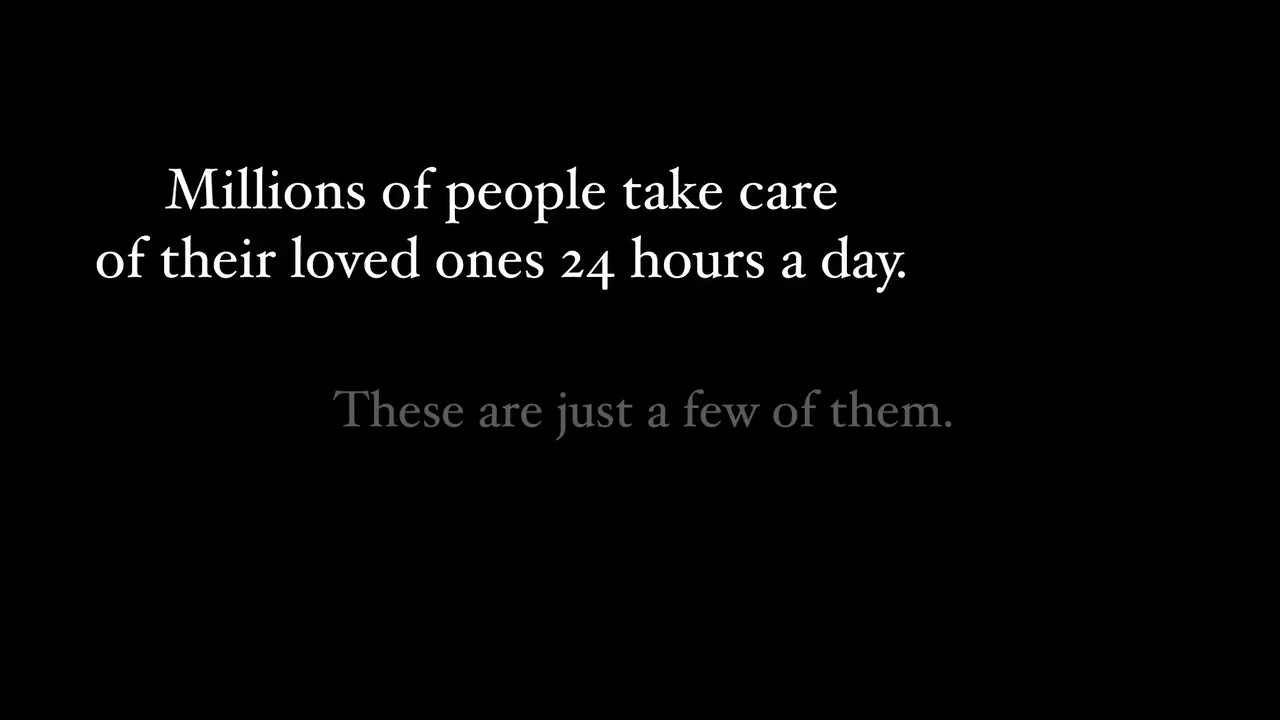 Millions of people take care
of their loved ones 24 hours a day.
These are just a few of them.